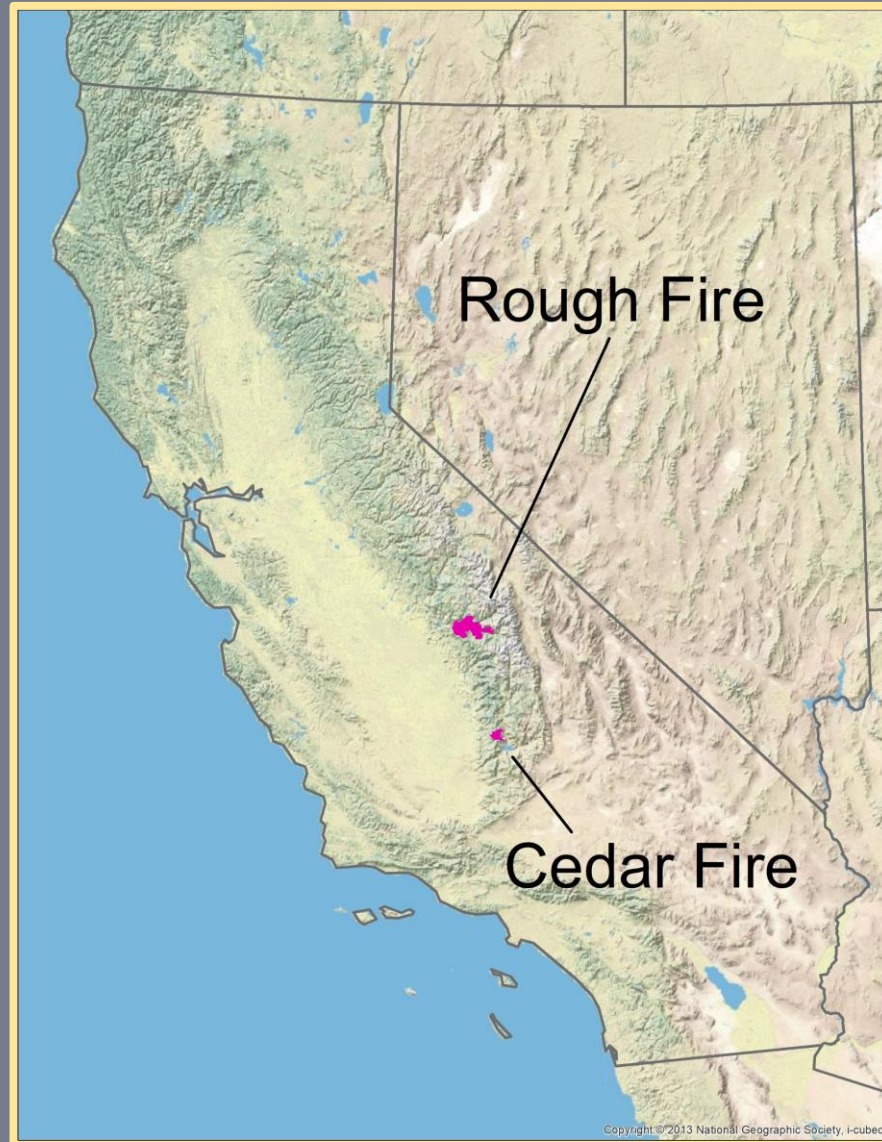 Rough Fire
Cedar Fire
Copyright © 2013 National Geographic Society, i-cubed